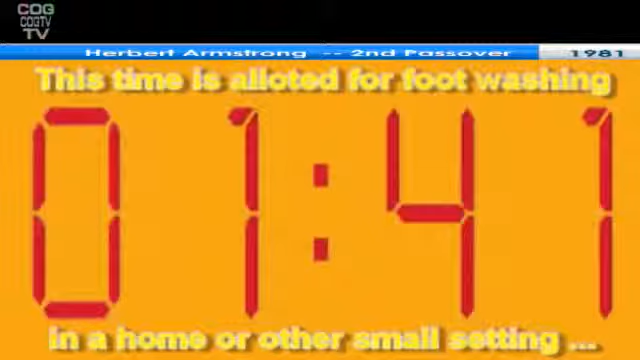 COG
COGTV
TV
Herbert Armstrong -- 2nd Passover 1981
This time is alloted for foot washing
01:41
in a home or other small setting ...